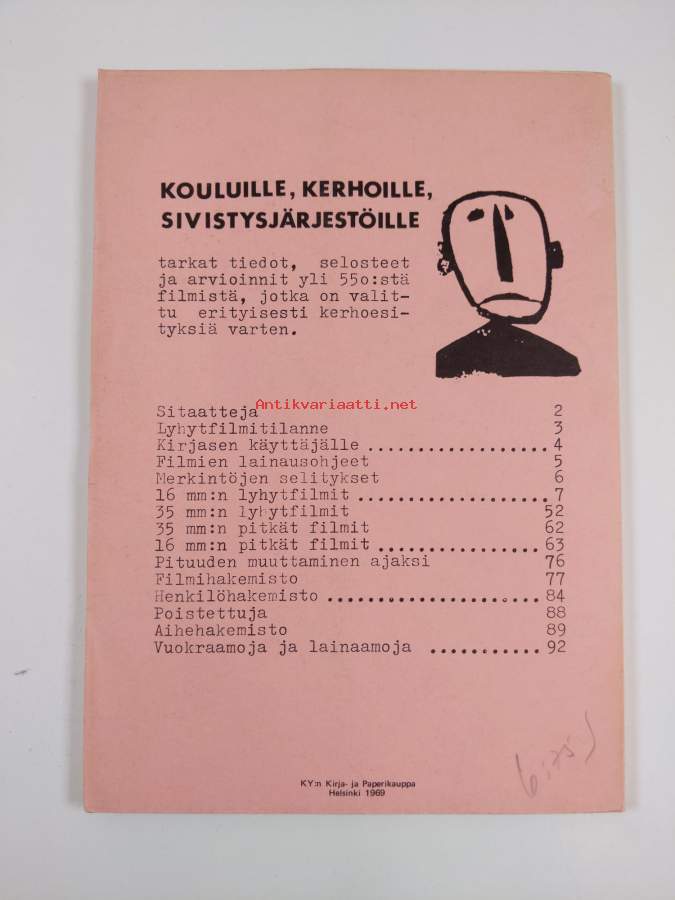 KOULUILLE, KERHOILLE,
SIVISTYSJÄRJESTÖILLE
tarkat tiedot, selosteet
ja arvioinnit yli 55o:stä
filmistä, jotka on valit-
tu erityisesti kerhoesi-
tyksiä varten.
Antikvariaatti.net
Sitaatteja 2
Lyhytfilmitilanne 3
Kirjasen käyttäjälle ................... 4
Filmien lainausohjeet 5
Merkintöjen selitykset 6
16 mm:n lyhytfilmit .................... 7
35 mm:n lyhytfilmit 52
35 mm:n pitkät filmit 62
16 mm:n pitkät filmit .................. 63
Pituuden muuttaminen ajaksi 76
Filmihakemisto 77
Henkilöhakemisto ....................... 84
Poistettuja 88
Aihehakemisto 89
Vuokraamoja ja lainaamoja ............ 92
KY:n Kirja- ja Paperikauppa
Helsinki 1969